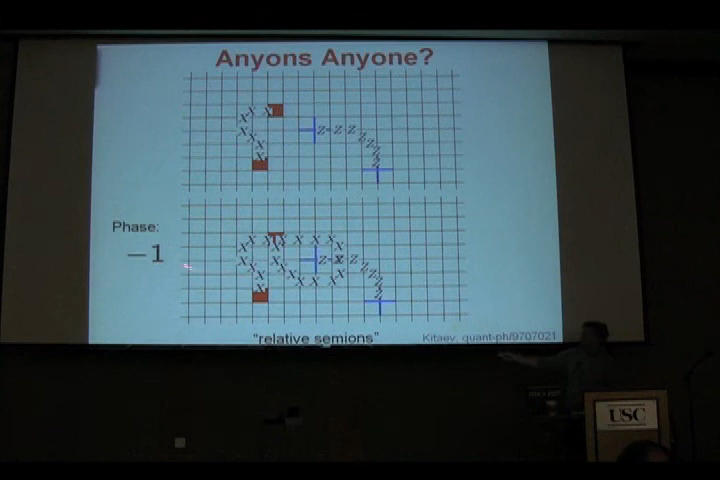 Anyons Anyone?
X X X
X X
X X
X
Z-Z Z
Z Z
Z Z
Z
Phase:
-1
X X X X X X X
X X
Z-X Z
X X X X
Z Z
Z Z
"relative semions"
Kitaev, quant-ph/9707021
USC